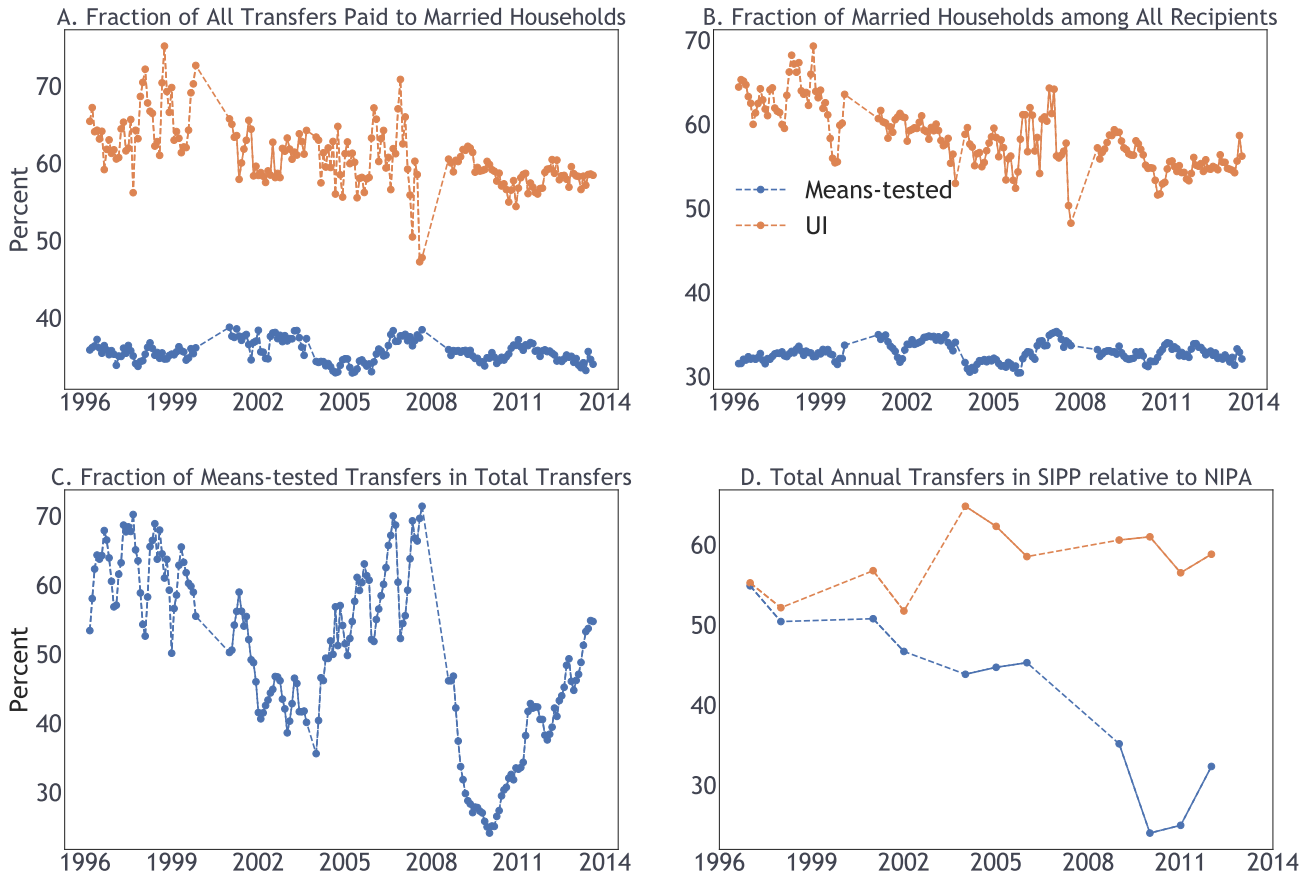 A. Fraction of All Transfers Paid to Married Households
B. Fraction of Married Households among All Recipients
Percent
70
60
50
40
1996 1999 2002 2005 2008 2011 2014
70
60
50
40
30
Means-tested
UI
1996 1999 2002 2005 2008 2011 2014
C. Fraction of Means-tested Transfers in Total Transfers
D. Total Annual Transfers in SIPP relative to NIPA
Percent
70
60
50
40
30
1996 1999 2002 2005 2008 2011 2014
60
50
40
30
1996 1999 2002 2005 2008 2011 2014